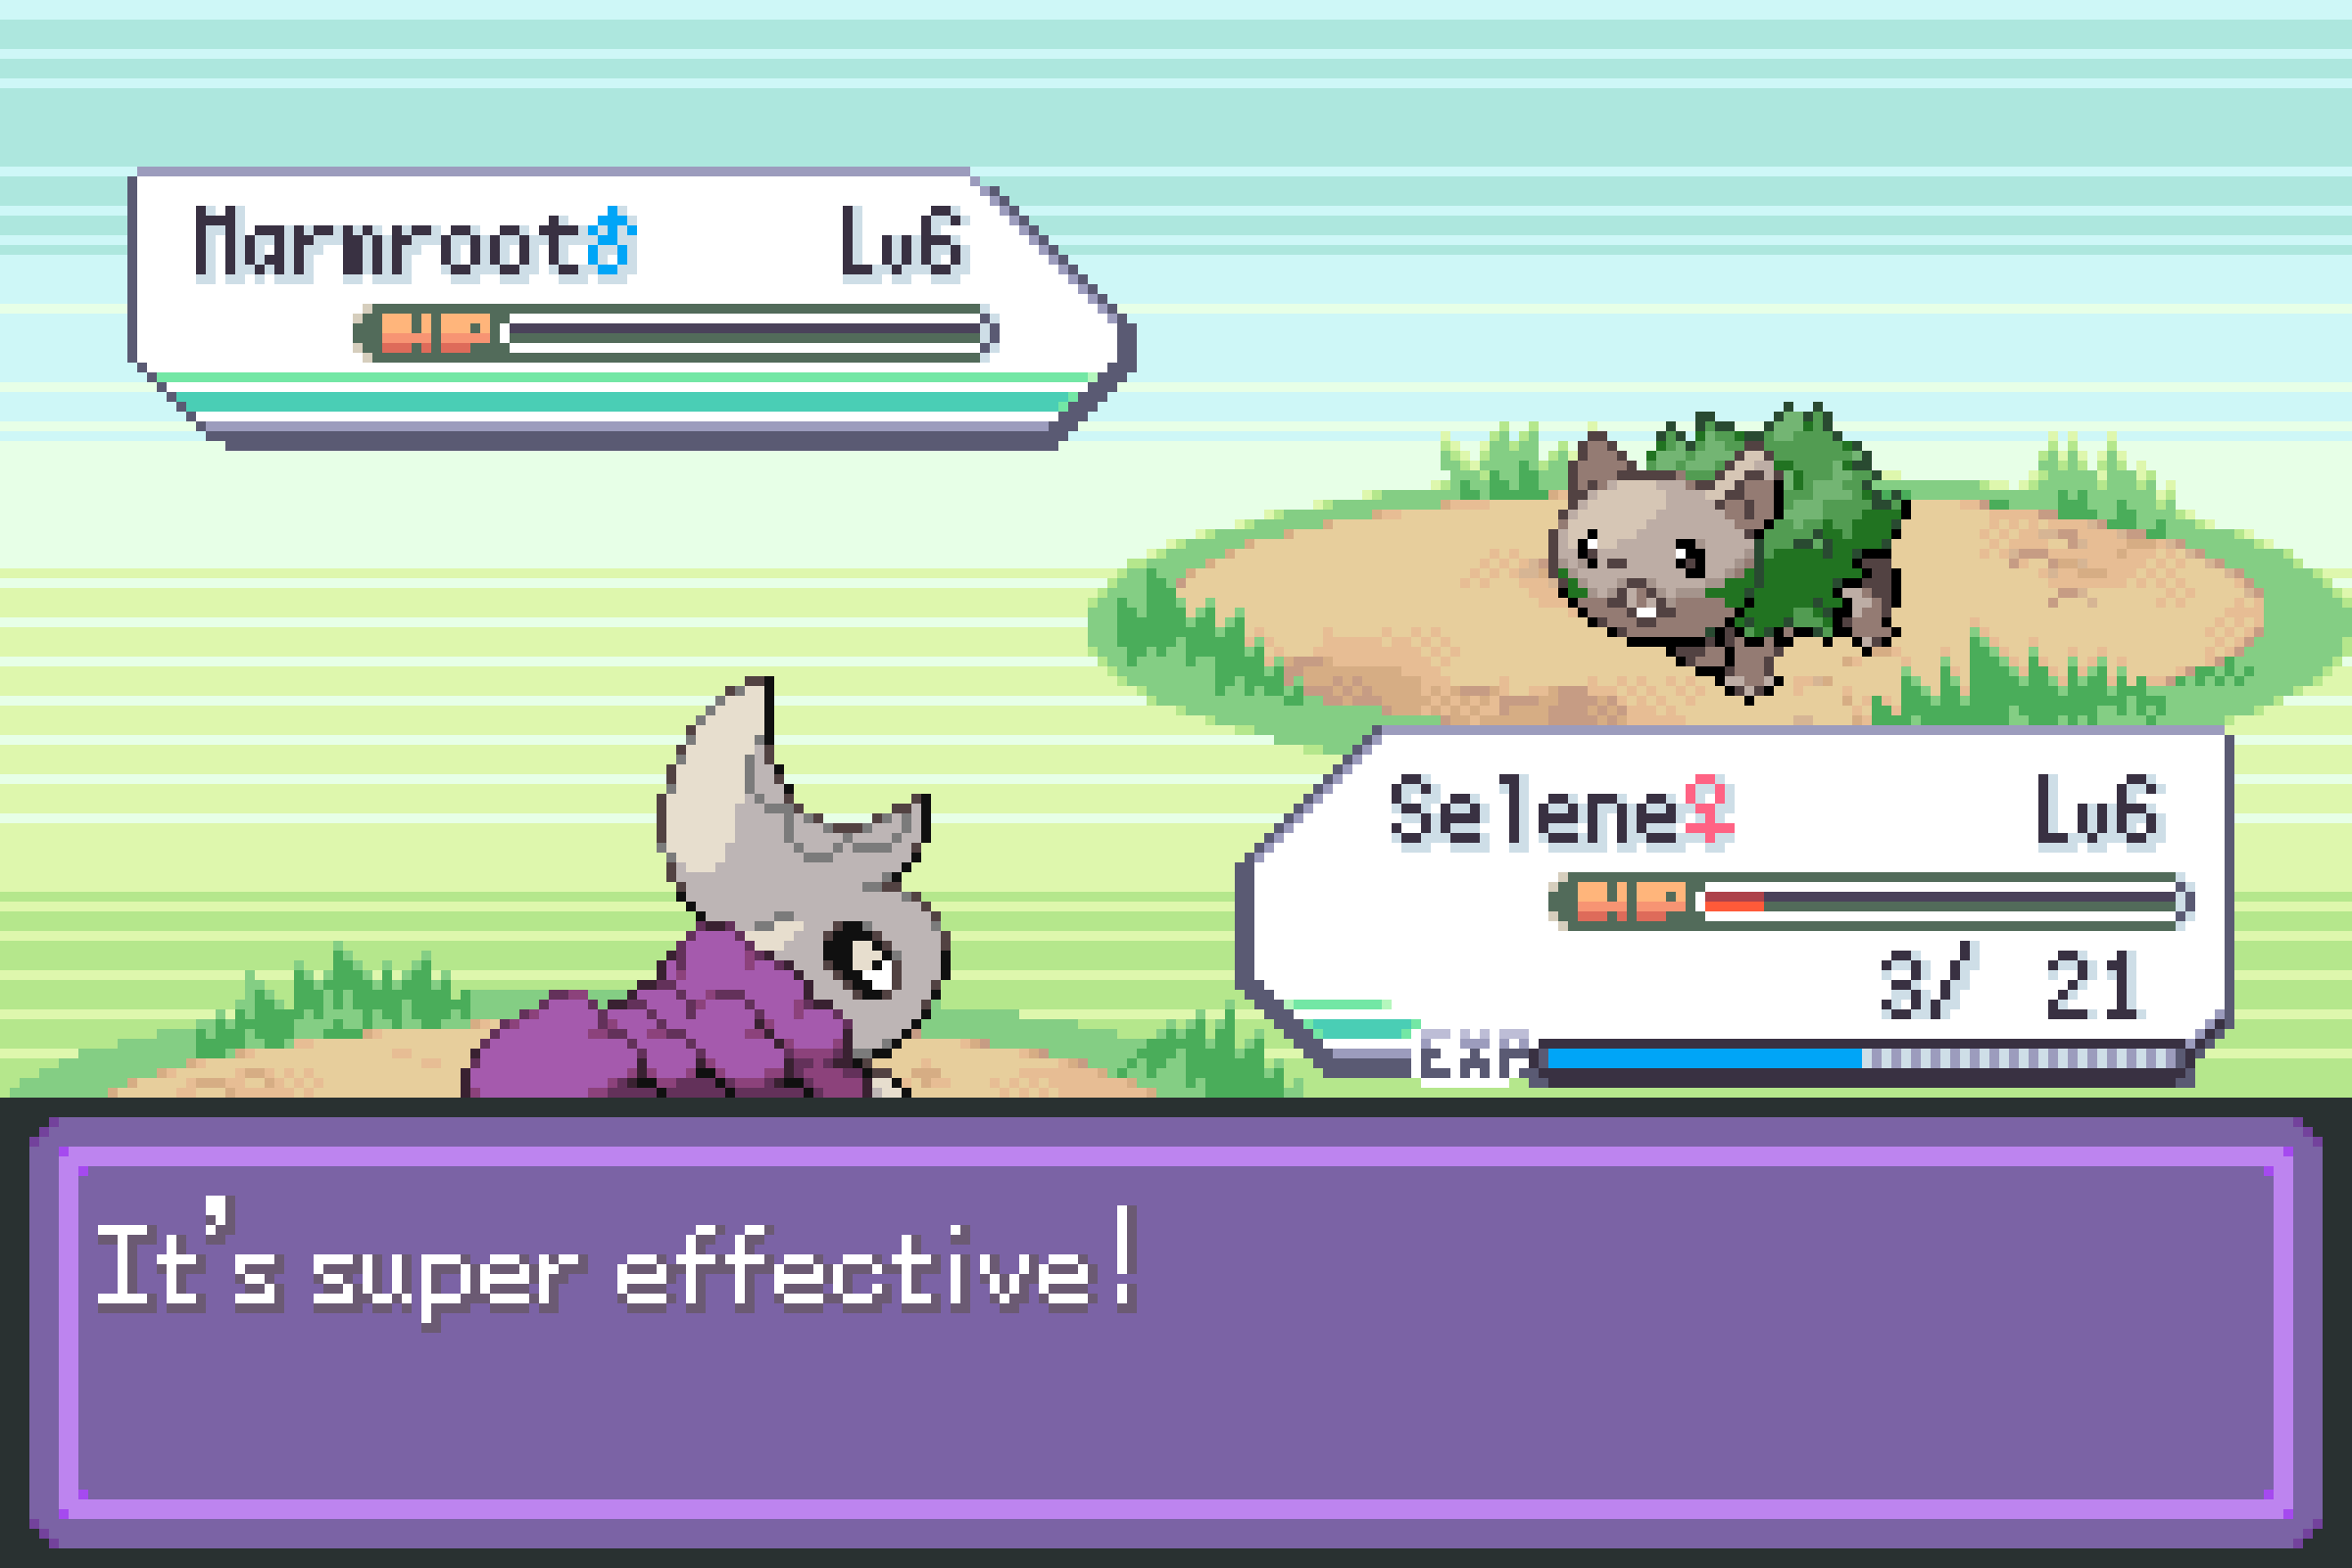 Marmroot♂ Lv6
HP
Selene♀ Lv6
HP
3/ 21
EXP
It's super effective!